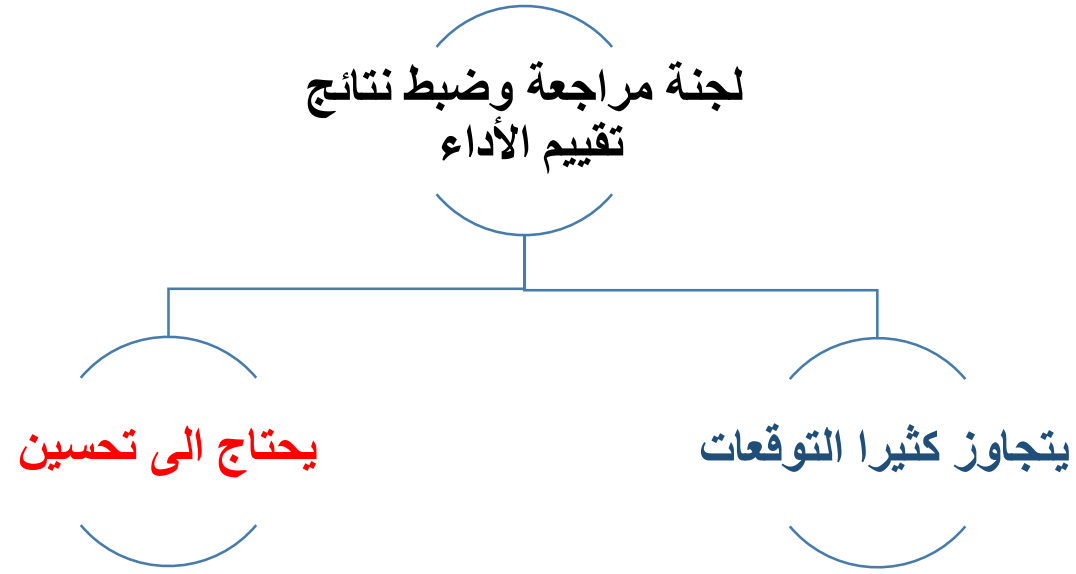 لجنة مراجعة وضبط نتائج
تقييم الأداء
يتجاوز كثيرا التوقعات
يحتاج الى تحسين